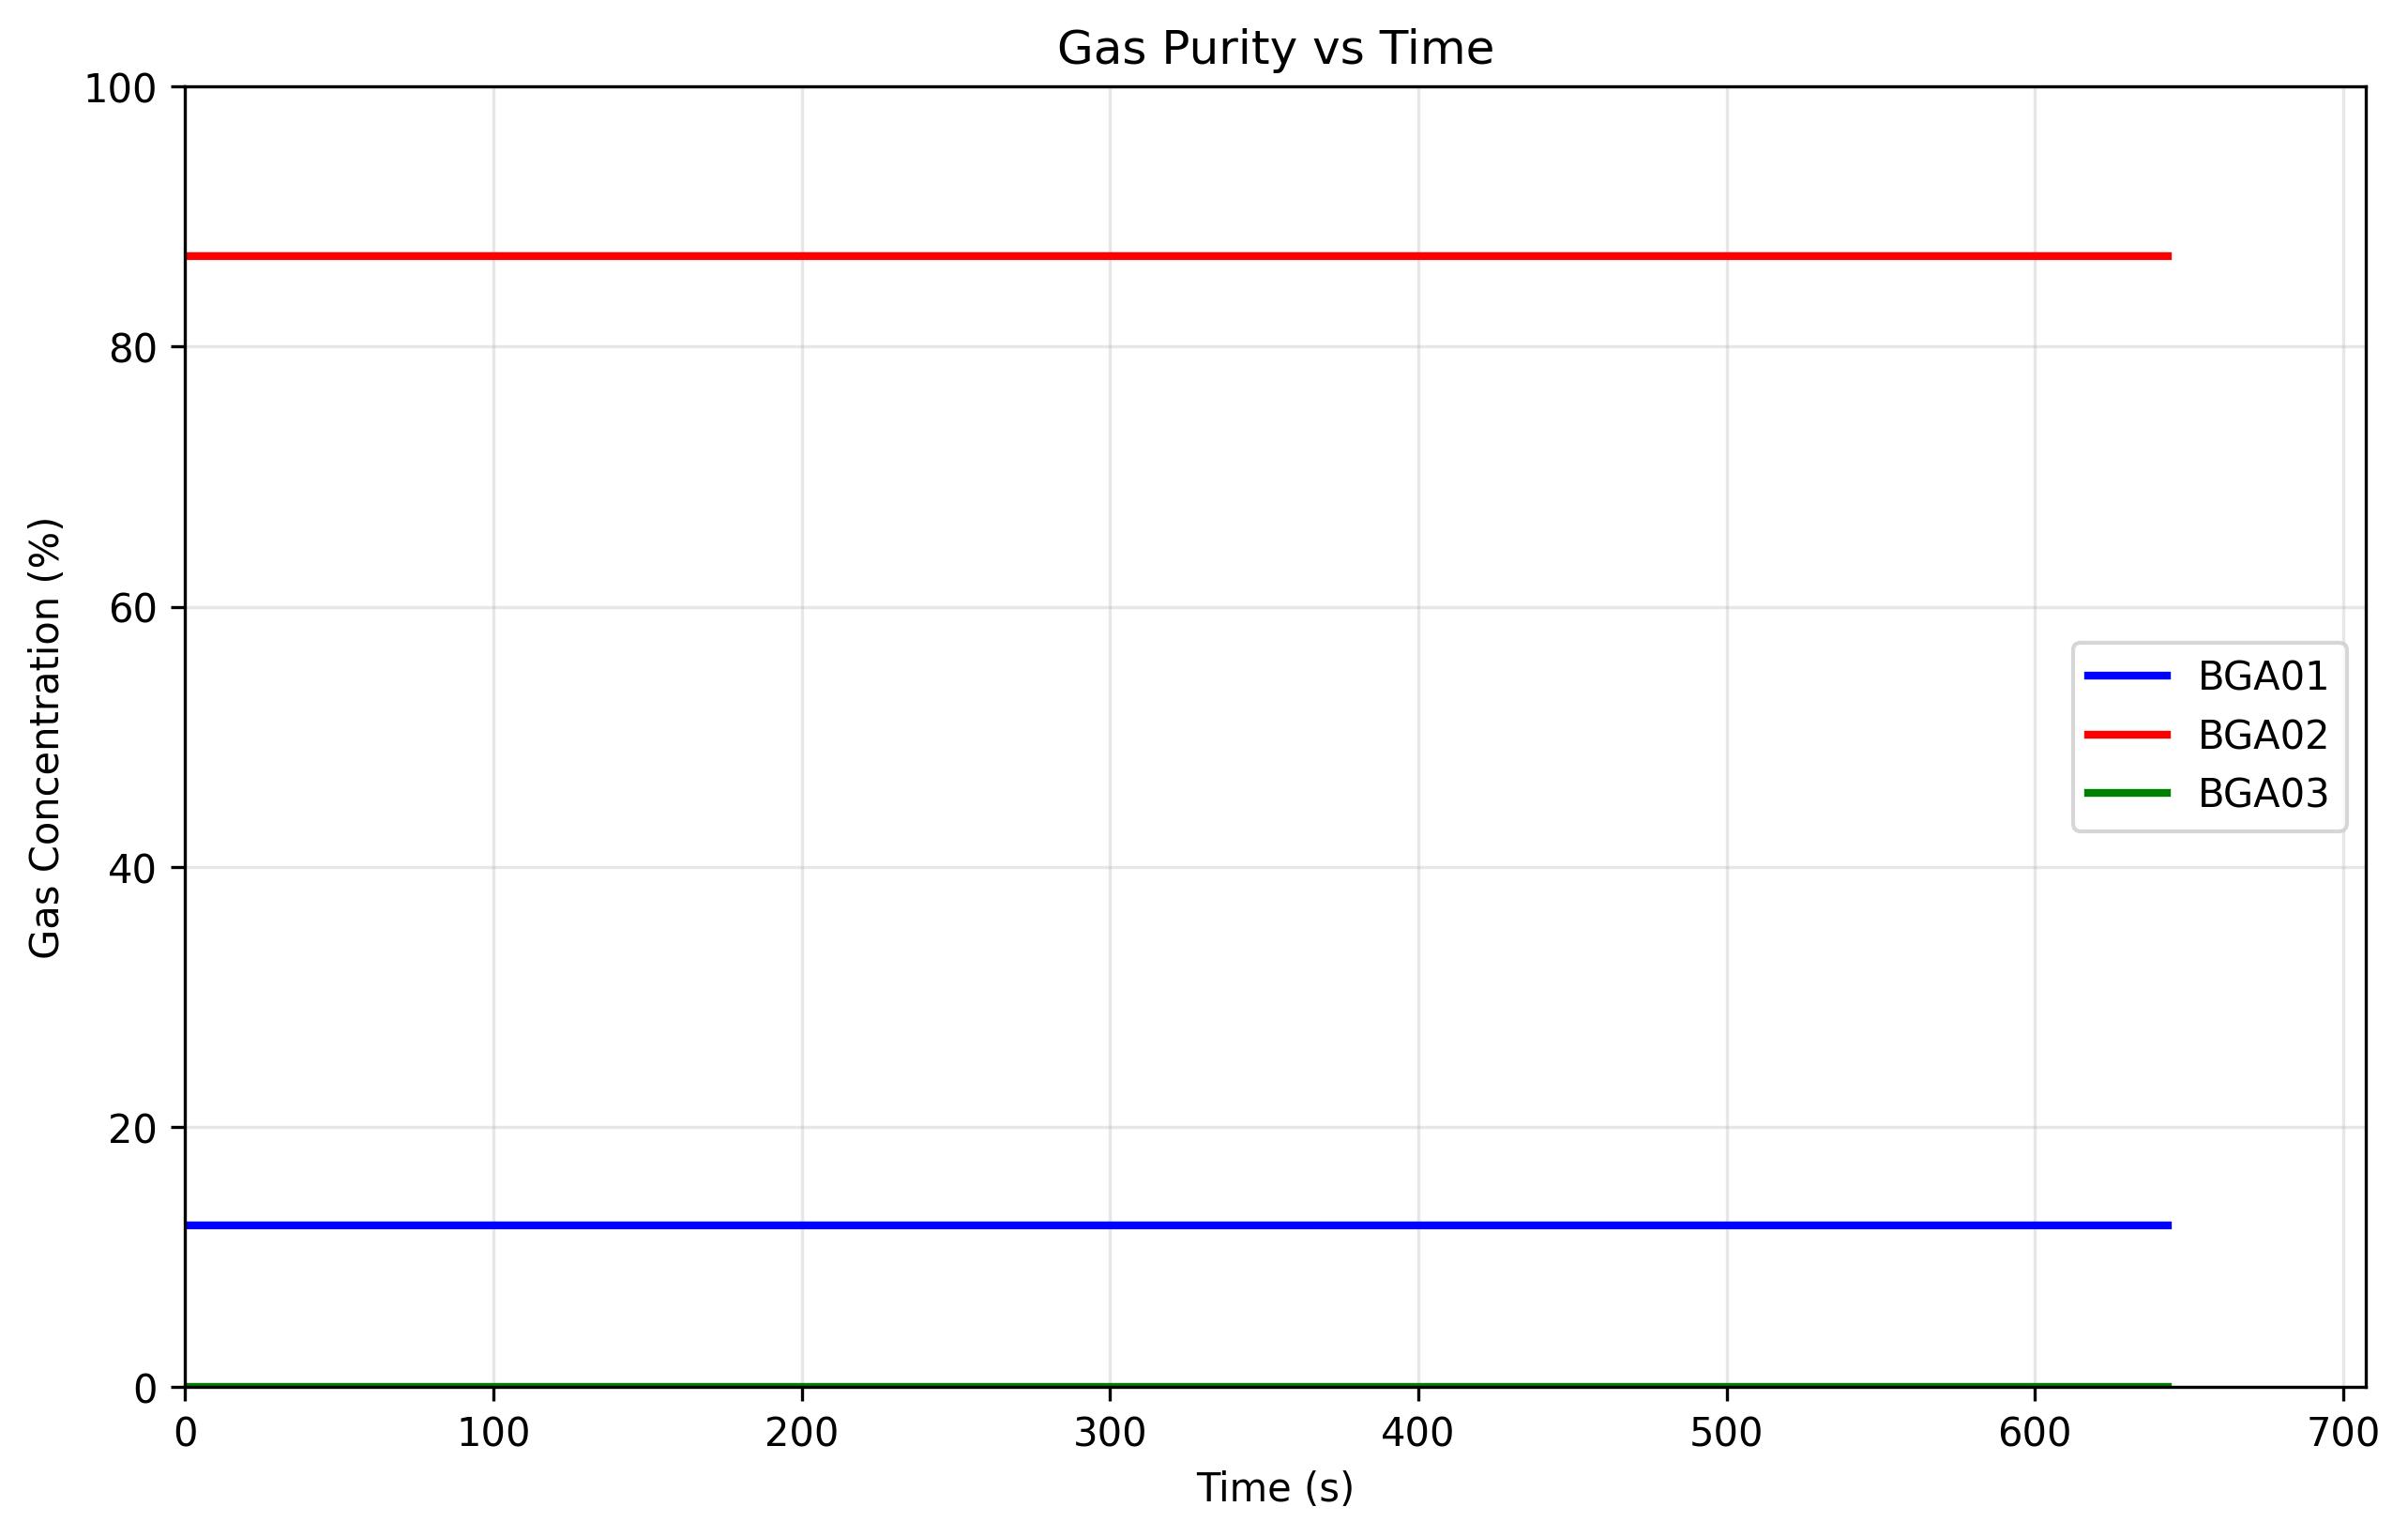 Gas Purity vs Time
Gas Concentration (%)
100
80
60
40
20
0
BGA01
BGA02
BGA03
0 100 200 300 400 500 600 700
Time (s)